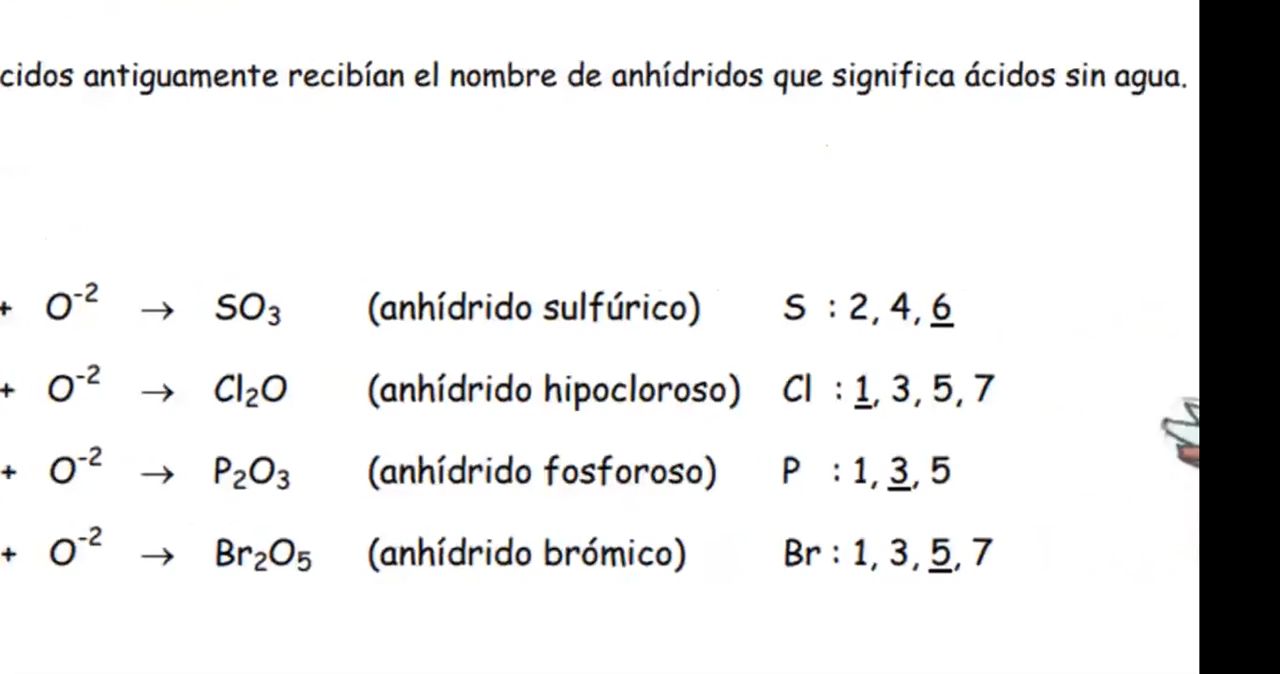 cidos antiguamente recibían el nombre de anhídridos que significa ácidos sin agua.
+ O⁻² → SO₃ (anhídrido sulfúrico) S : 2, 4, 6
+ O⁻² → Cl₂O (anhídrido hipocloroso) Cl : 1, 3, 5, 7
+ O⁻² → P₂O₃ (anhídrido fosforoso) P : 1, 3, 5
+ O⁻² → Br₂O₅ (anhídrido brómico) Br : 1, 3, 5, 7